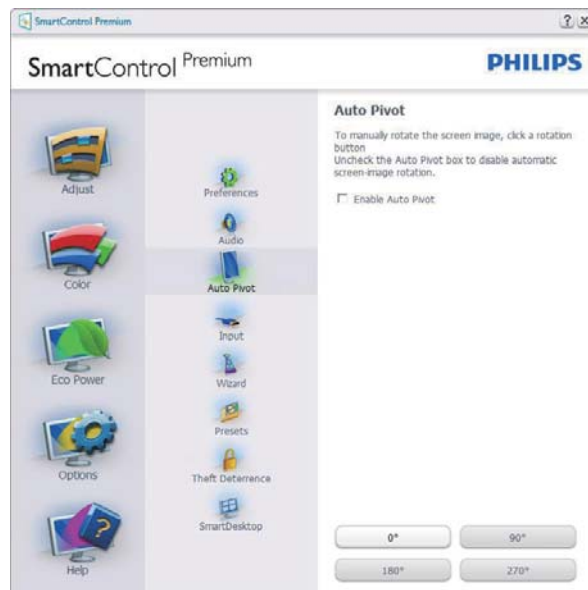 SmartControl Premium
? X
SmartControl Premium
PHILIPS
Adjust
Color
Eco Power
Options
Help
Preferences
Audio
Auto Pivot
Input
Wizard
Presets
Theft Deterrence
SmartDesktop
Auto Pivot
To manually rotate the screen image, click a rotation
button
Uncheck the Auto Pivot box to disable automatic
screen-image rotation.
Enable Auto Pivot
0°
90°
180°
270°